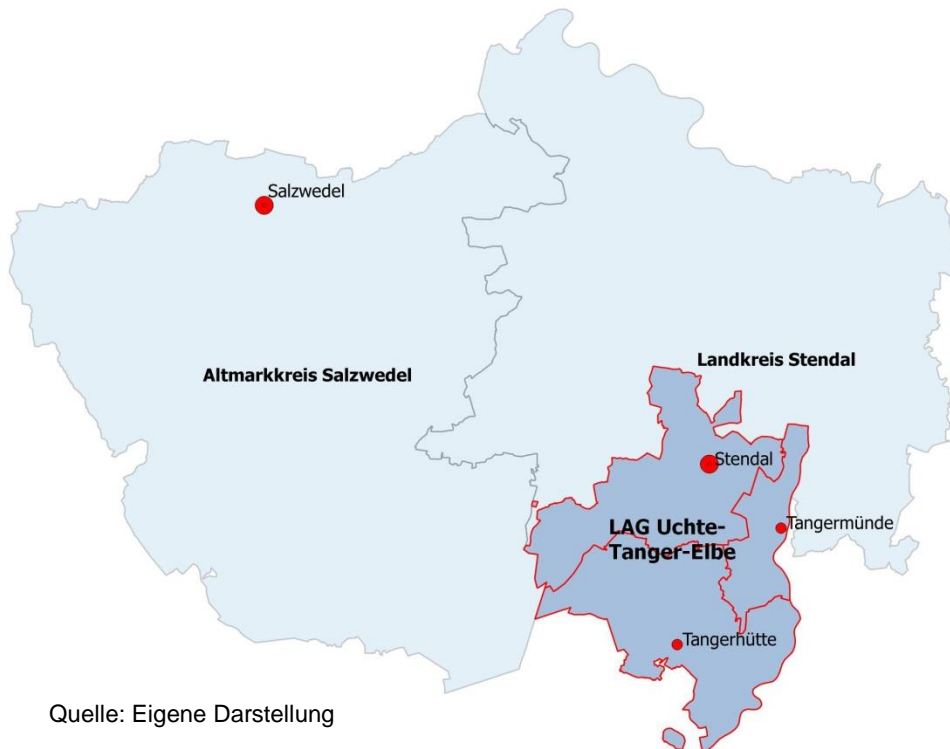 Salzwedel
Altmarkkreis Salzwedel
Landkreis Stendal
Stendal
LAG Uchte-
Tanger-Elbe
Tangermünde
Tangerhütte
Quelle: Eigene Darstellung